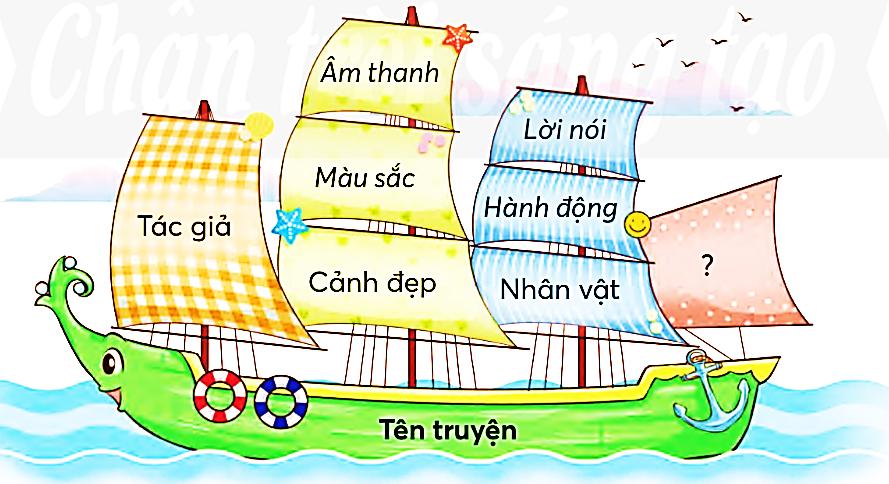 Chân trời sáng tạo
Âm thanh
Màu sắc
Cảnh đẹp
Tác giả
Lời nói
Hành động
Nhân vật
?
Tên truyện